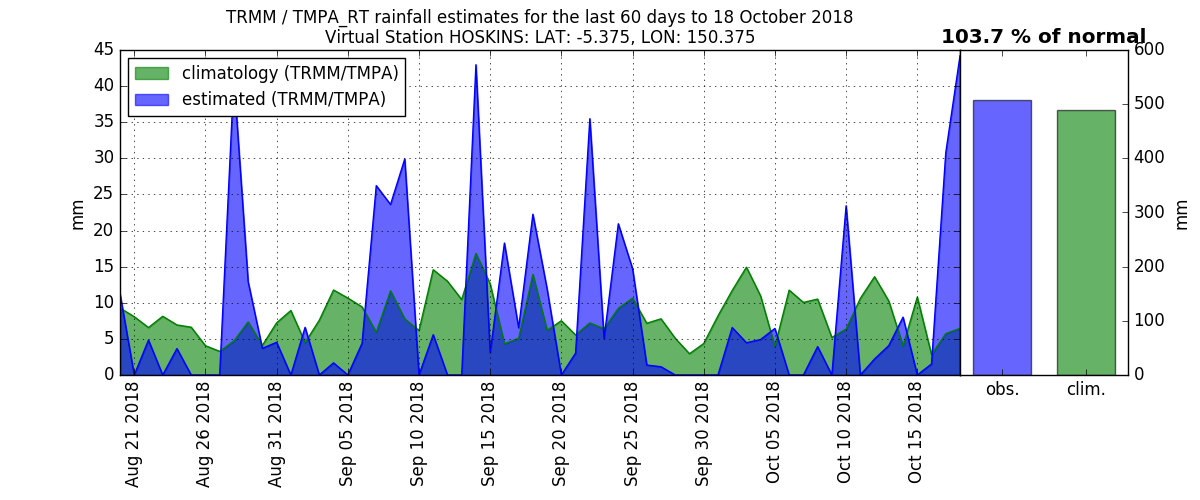 TRMM / TMPA_RT rainfall estimates for the last 60 days to 18 October 2018
Virtual Station HOSKINS: LAT: -5.375, LON: 150.375
103.7 % of normal
climatology (TRMM/TMPA)
estimated (TRMM/TMPA)
mm
45
40
35
30
25
20
15
10
5
0
Aug 21 2018
Aug 26 2018
Aug 31 2018
Sep 05 2018
Sep 10 2018
Sep 15 2018
Sep 20 2018
Sep 25 2018
Sep 30 2018
Oct 05 2018
Oct 10 2018
Oct 15 2018
600
500
400
300
200
100
0
mm
obs.
clim.